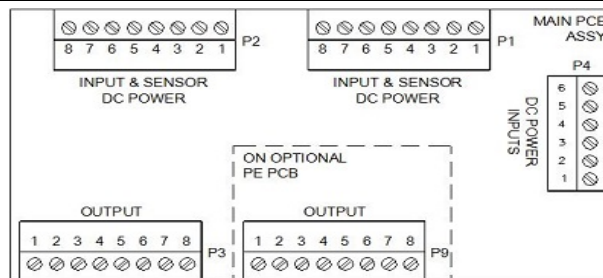 MAIN PCB
ASSY
8 7 6 5 4 3 2 1 P2
8 7 6 5 4 3 2 1 P1
INPUT & SENSOR
DC POWER
INPUT & SENSOR
DC POWER
P4
6
5
4
3
2
1
DC POWER
INPUTS
ON OPTIONAL
PE PCB
OUTPUT
1 2 3 4 5 6 7 8 P3
OUTPUT
1 2 3 4 5 6 7 8 P9